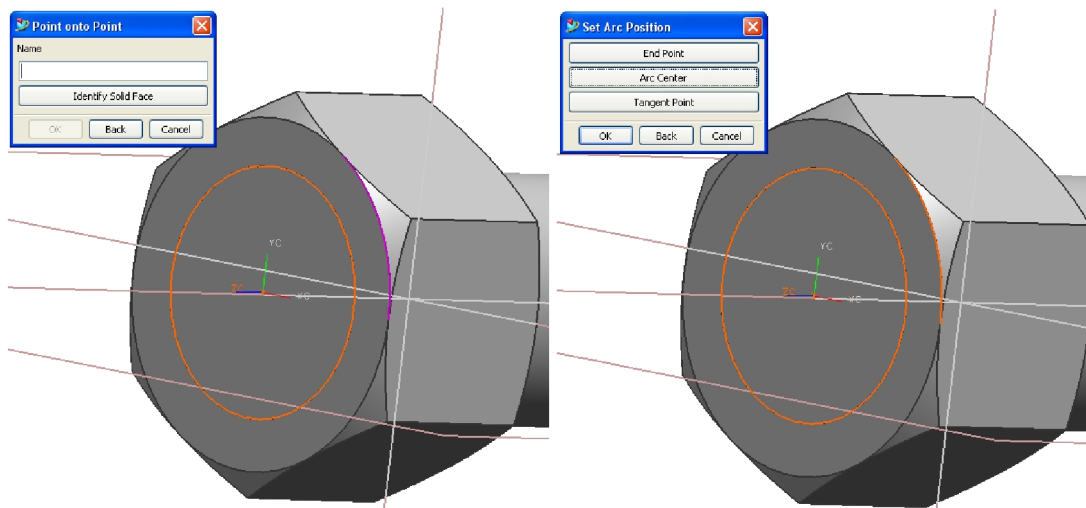 Point onto Point
Name
Identify Solid Face
OK
Back
Cancel
YC
ZC
XC
Set Arc Position
End Point
Arc Center
Tangent Point
OK
Back
Cancel
YC
ZC
XC